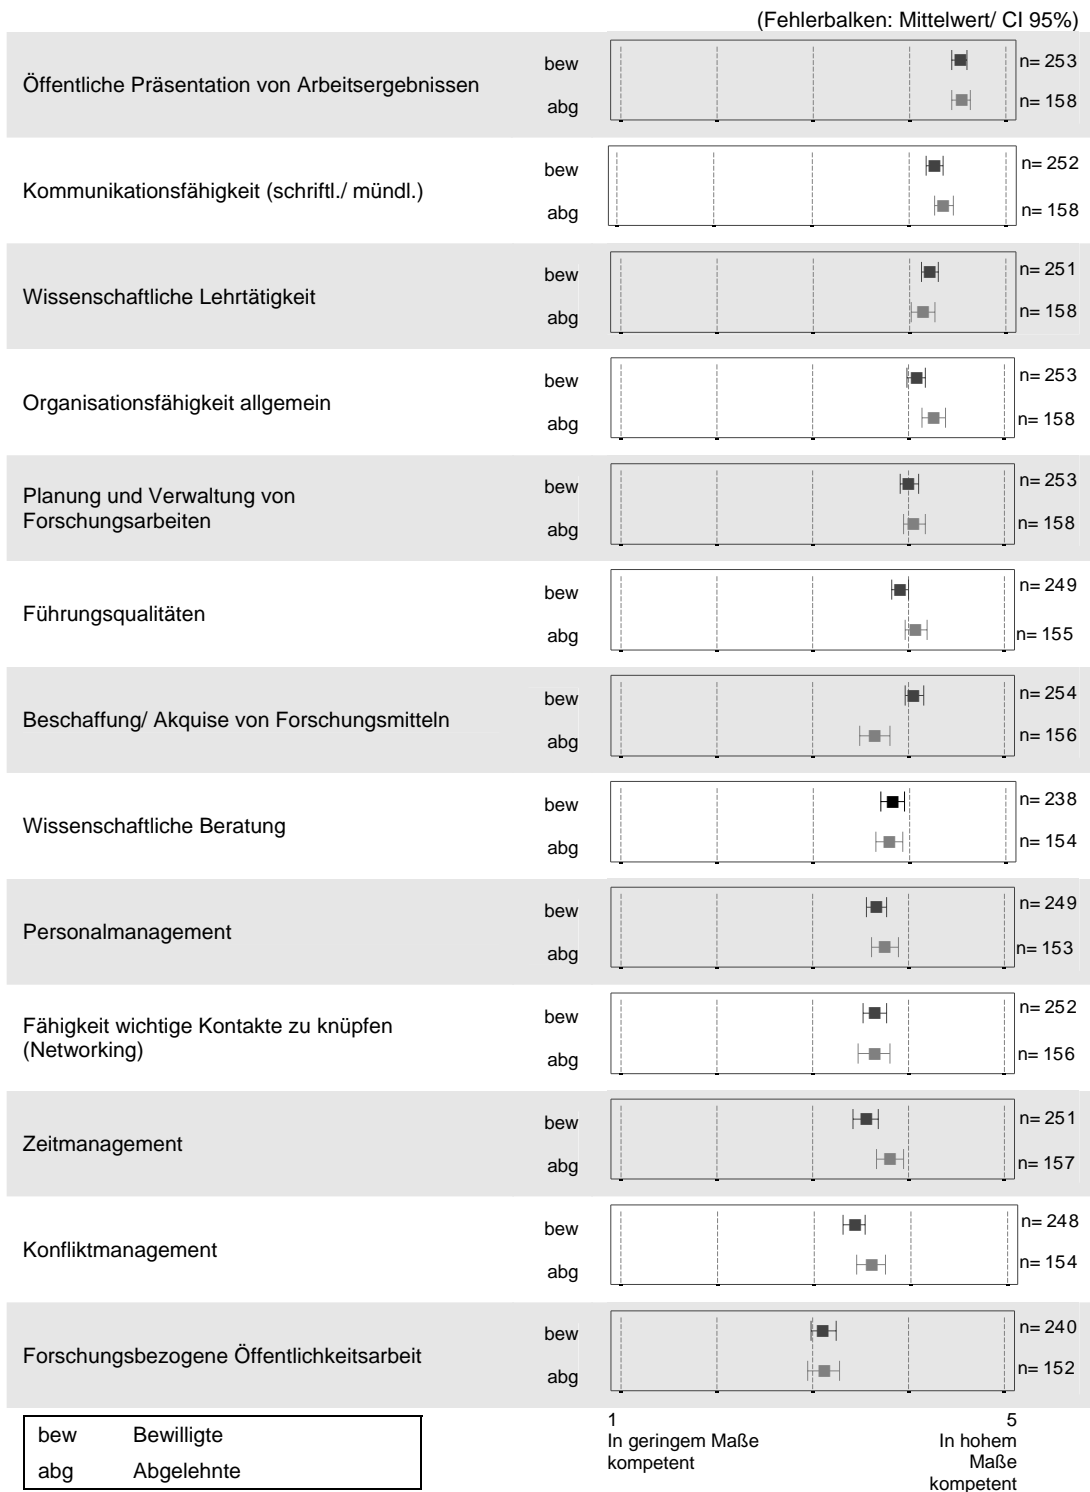 (Fehlerbalken: Mittelwert/ CI 95%)
Öffentliche Präsentation von Arbeitsergebnissen
bew
n= 253
abg
n= 158
Kommunikationsfähigkeit (schriftl./ mündl.)
bew
n= 252
abg
n= 158
Wissenschaftliche Lehrtätigkeit
bew
n= 251
abg
n= 158
Organisationsfähigkeit allgemein
bew
n= 253
abg
n= 158
Planung und Verwaltung von
Forschungsarbeiten
bew
n= 253
abg
n= 158
Führungsqualitäten
bew
n= 249
abg
n= 155
Beschaffung/ Akquise von Forschungsmitteln
bew
n= 254
abg
n= 156
Wissenschaftliche Beratung
bew
n= 238
abg
n= 154
Personalmanagement
bew
n= 249
abg
n= 153
Fähigkeit wichtige Kontakte zu knüpfen
(Networking)
bew
n= 252
abg
n= 156
Zeitmanagement
bew
n= 251
abg
n= 157
Konfliktmanagement
bew
n= 248
abg
n= 154
Forschungsbezogene Öffentlichkeitsarbeit
bew
n= 240
abg
n= 152
bew Bewilligte
abg Abgelehnte
1
In geringem Maße
kompetent
5
In hohem
Maße
kompetent